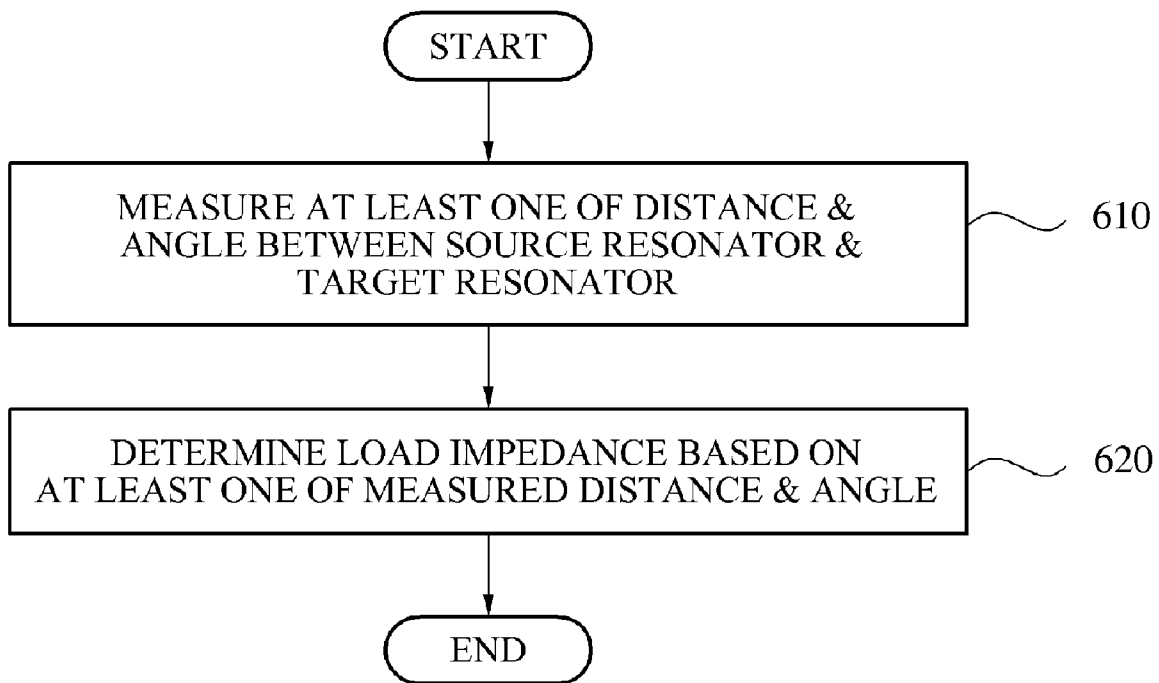 START
MEASURE AT LEAST ONE OF DISTANCE &
ANGLE BETWEEN SOURCE RESONATOR &
TARGET RESONATOR
610
DETERMINE LOAD IMPEDANCE BASED ON
AT LEAST ONE OF MEASURED DISTANCE & ANGLE
620
END